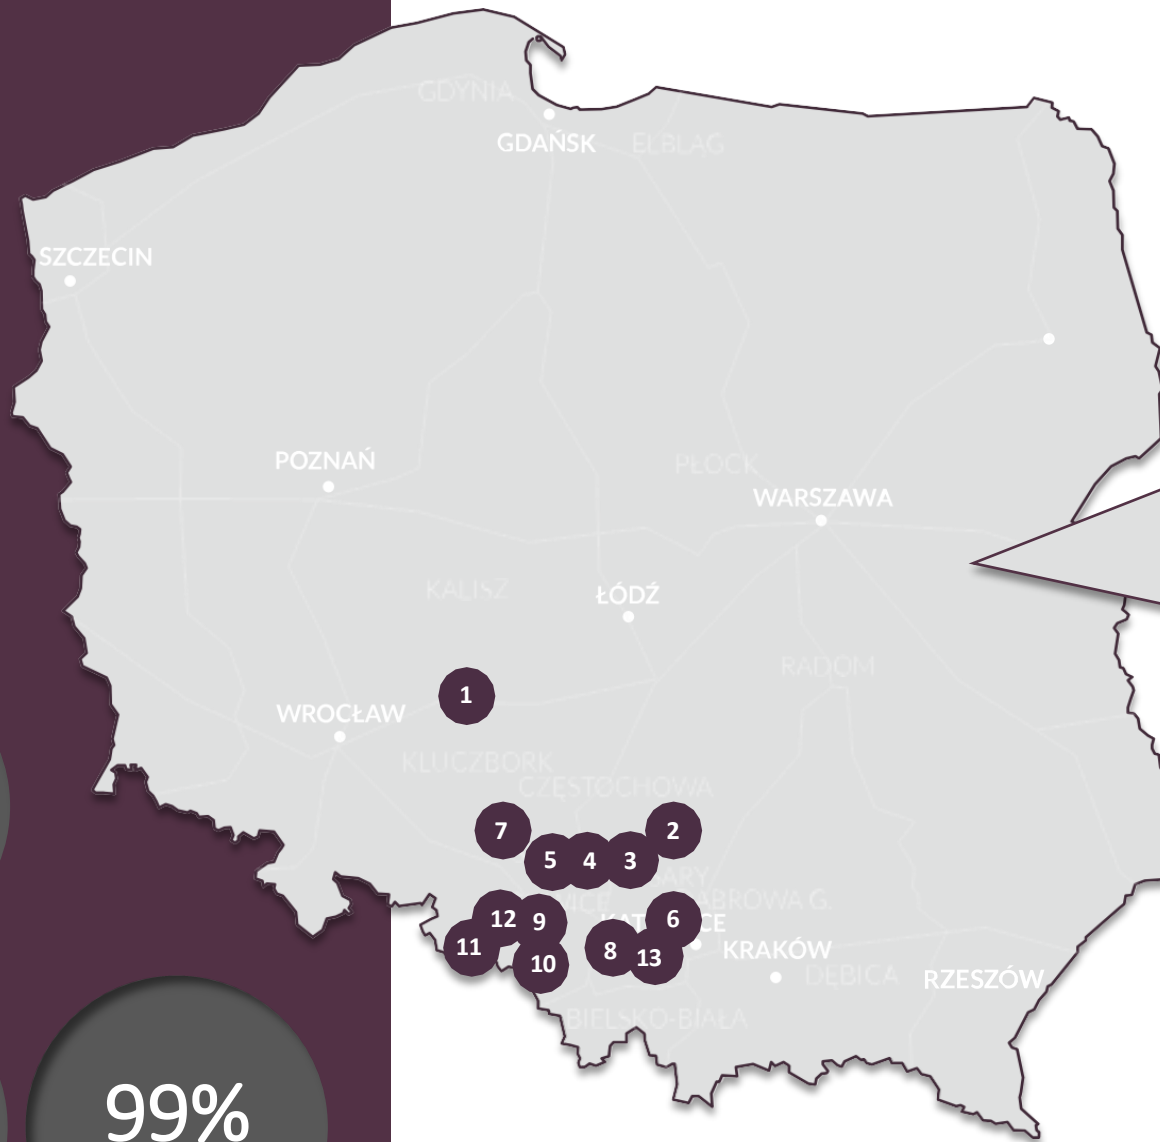 GDYNIA
GDAŃSK
ELBLĄG
SZCZECIN
POZNAŃ
PŁOCK
WARSZAWA
KALISZ
ŁÓDŹ
RADOM
1
WROCŁAW
KLUCZBORK
CZĘSTOCHOWA
7
2
5
4
3
12
9
6
11
10
8
13
KRAKÓW
DĘBICA
RZESZÓW
BIELSKO-BIAŁA
99%